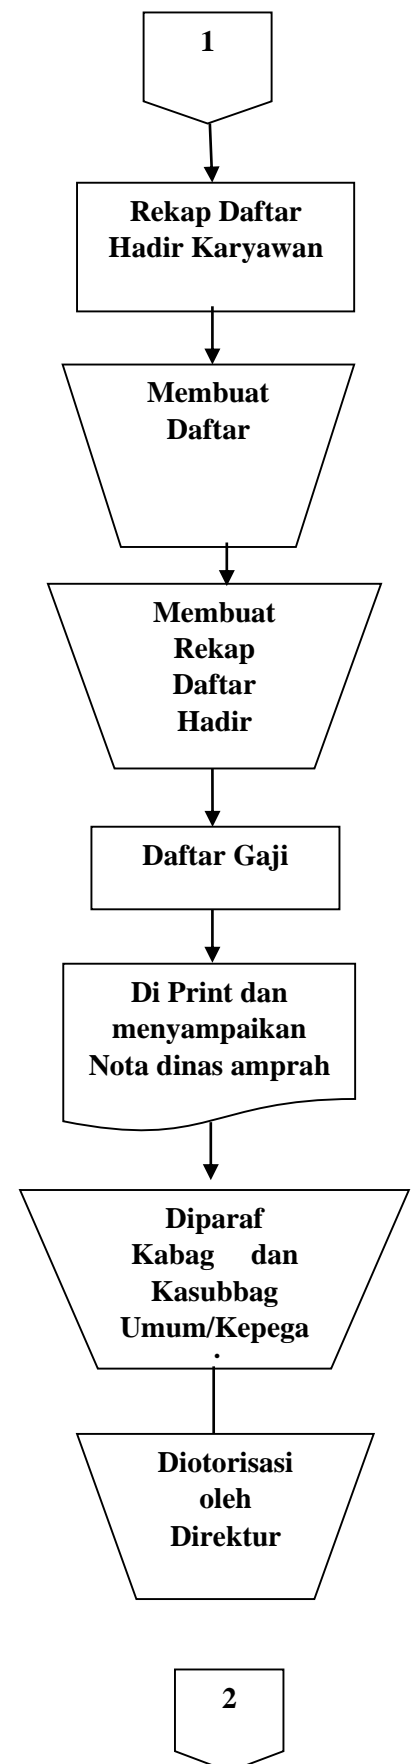 1
Rekap Daftar
Hadir Karyawan
Membuat
Daftar
Membuat
Rekap
Daftar
Hadir
Daftar Gaji
Di Print dan
menyampaikan
Nota dinas amprah
Diparaf
Kabag dan
Kasubbag
Umum/Kepega
Diotorisasi
oleh
Direktur
2